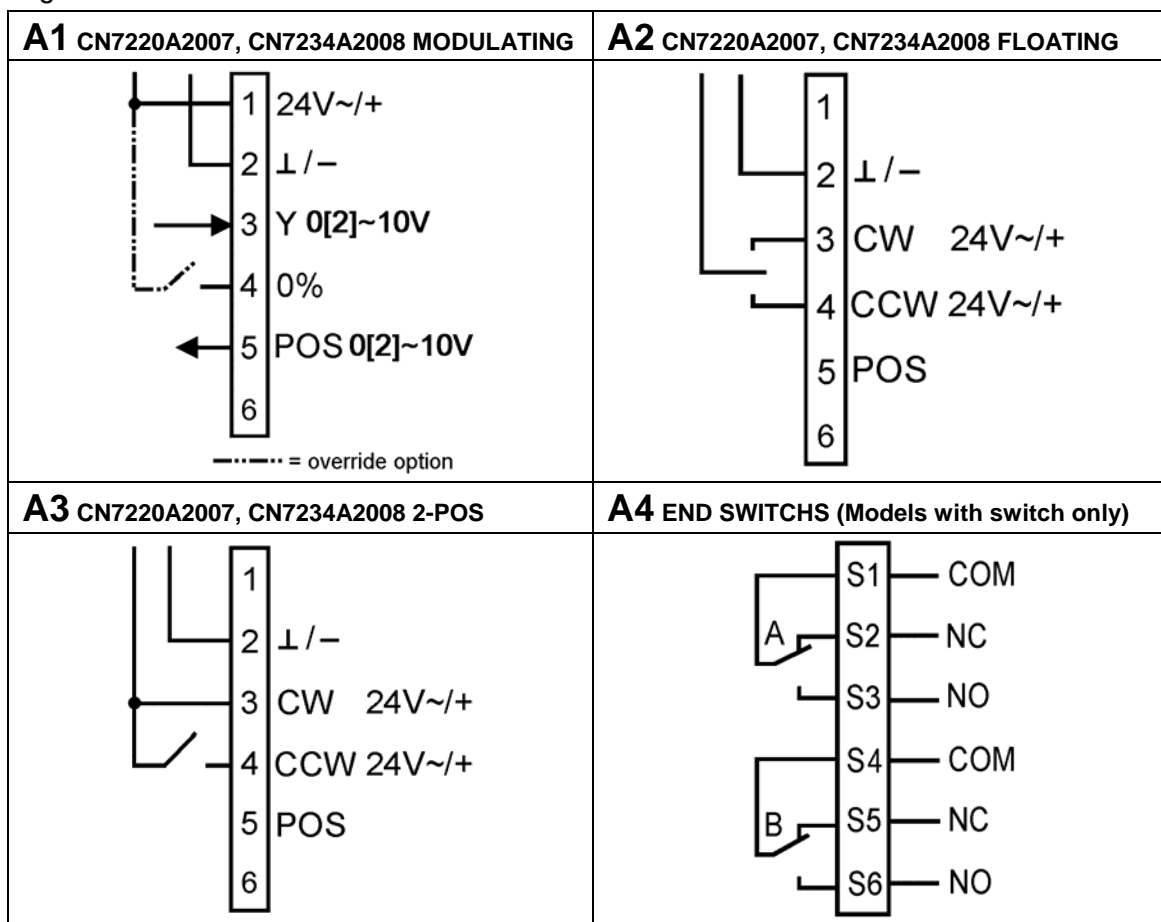 A1 CN7220A2007, CN7234A2008 MODULATING
1 24V~/+
2 ⊥/−
3 Y 0[2]~10V
4 0%
5 POS 0[2]~10V
6
= override option
A2 CN7220A2007, CN7234A2008 FLOATING
1
2 ⊥/−
3 CW 24V~/+
4 CCW 24V~/+
5 POS
6
A3 CN7220A2007, CN7234A2008 2-POS
1
2 ⊥/−
3 CW 24V~/+
4 CCW 24V~/+
5 POS
6
A4 END SWITCHS (Models with switch only)
S1 COM
A S2 NC
S3 NO
S4 COM
B S5 NC
S6 NO